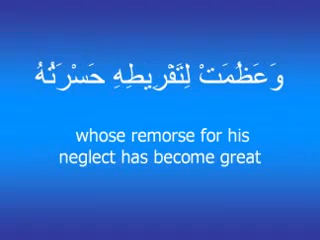 وَعَظُمَتْ لِتَفْرِيطِهِ حَسْرَتُهُ
whose remorse for his
neglect has become great